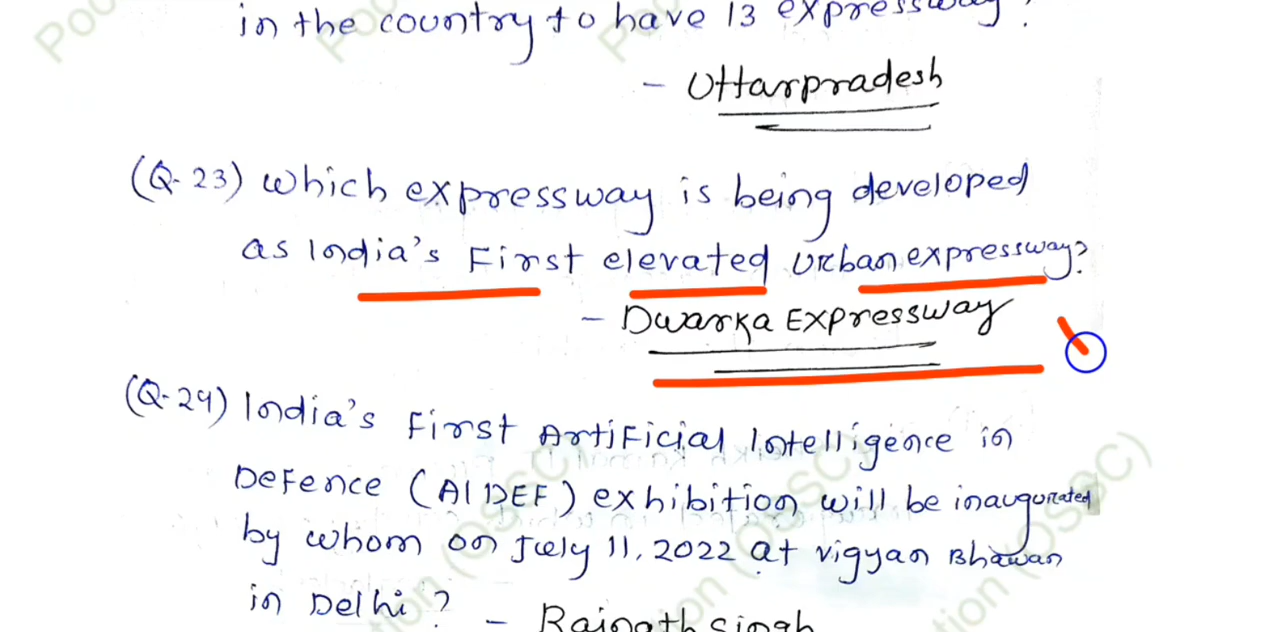 in the country to have 13 expressway?
- Uttarpradesh
(Q-23) Which expressway is being developed
as India's First elevated Urban expressway?
- Dwarka Expressway
(Q-24) India's First Artificial Intelligence in
Defence (AIDEF) exhibition will be inaugurated
by whom on July 11, 2022 at vigyan Bhawan
in Delhi?
- Rajnath singh